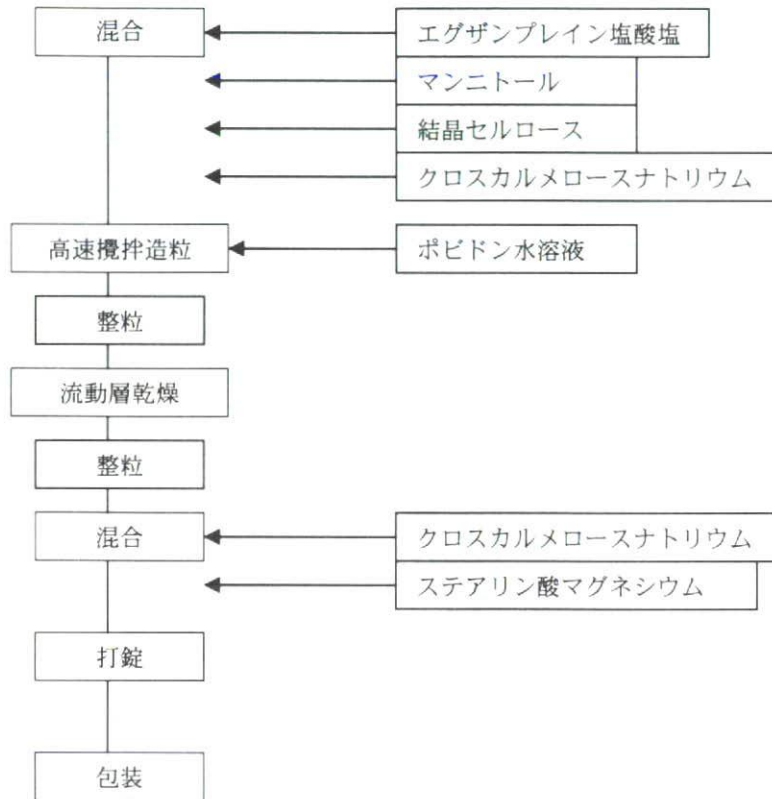 混合
エグザンプレイン塩酸塩
マンニトール
結晶セルロース
クロスカルメロースナトリウム
高速攪拌造粒
ポビドン水溶液
整粒
流動層乾燥
整粒
混合
クロスカルメロースナトリウム
ステアリン酸マグネシウム
打錠
包装